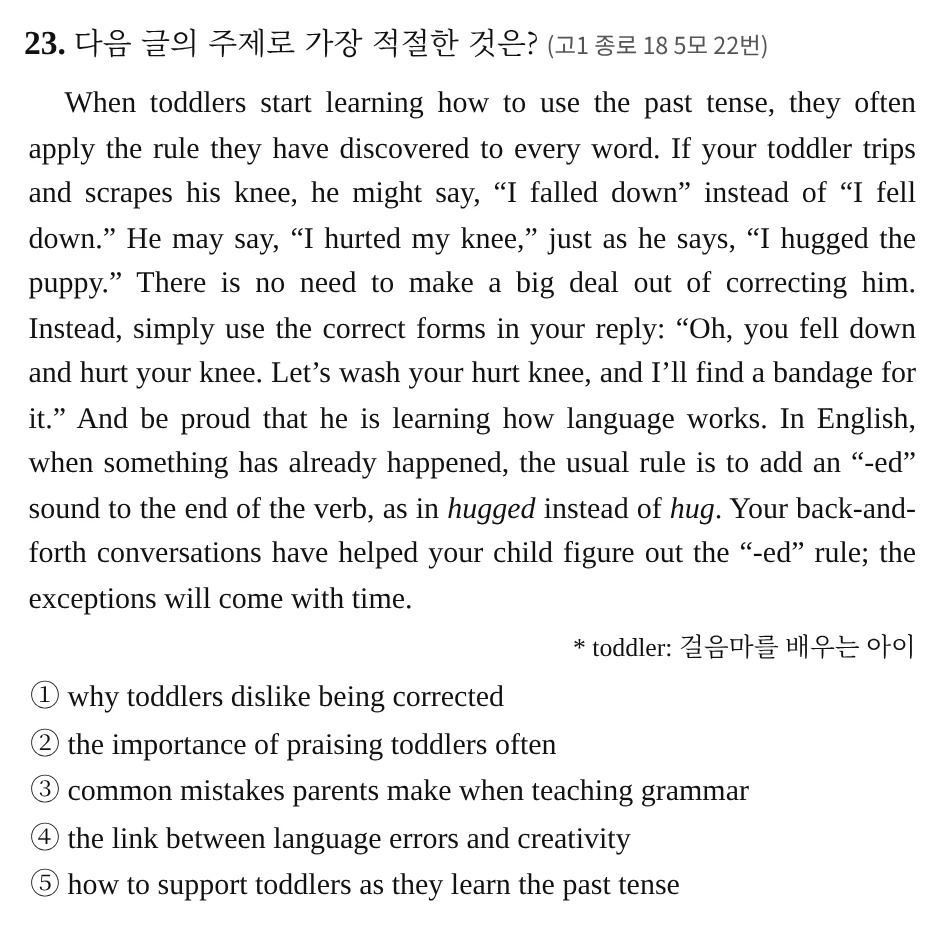 23. 다음 글의 주제로 가장 적절한 것은? (고1 종로 18 5모 22번)
When toddlers start learning how to use the past tense, they often
apply the rule they have discovered to every word. If your toddler trips
and scrapes his knee, he might say, “I falled down” instead of “I fell
down.” He may say, “I hurted my knee,” just as he says, “I hugged the
puppy.” There is no need to make a big deal out of correcting him.
Instead, simply use the correct forms in your reply: “Oh, you fell down
and hurt your knee. Let’s wash your hurt knee, and I’ll find a bandage for
it.” And be proud that he is learning how language works. In English,
when something has already happened, the usual rule is to add an “-ed”
sound to the end of the verb, as in hugged instead of hug. Your back-and-
forth conversations have helped your child figure out the “-ed” rule; the
exceptions will come with time.
* toddler: 걸음마를 배우는 아이
① why toddlers dislike being corrected
② the importance of praising toddlers often
③ common mistakes parents make when teaching grammar
④ the link between language errors and creativity
⑤ how to support toddlers as they learn the past tense